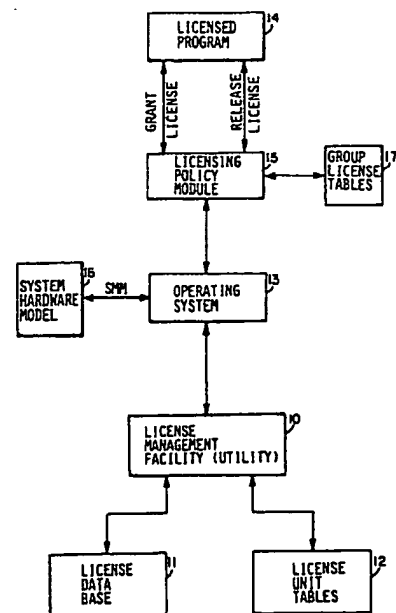 LICENSED
PROGRAM
14
GRANT
LICENSE
RELEASE
LICENSE
LICENSING
POLICY
MODULE
15
GROUP
LICENSE
TABLES
17
SYSTEM
HARDWARE
MODEL
16
SMM
OPERATING
SYSTEM
13
LICENSE
MANAGEMENT
FACILITY (UTILITY)
10
LICENSE
DATA
BASE
11
LICENSE
UNIT
TABLES
12